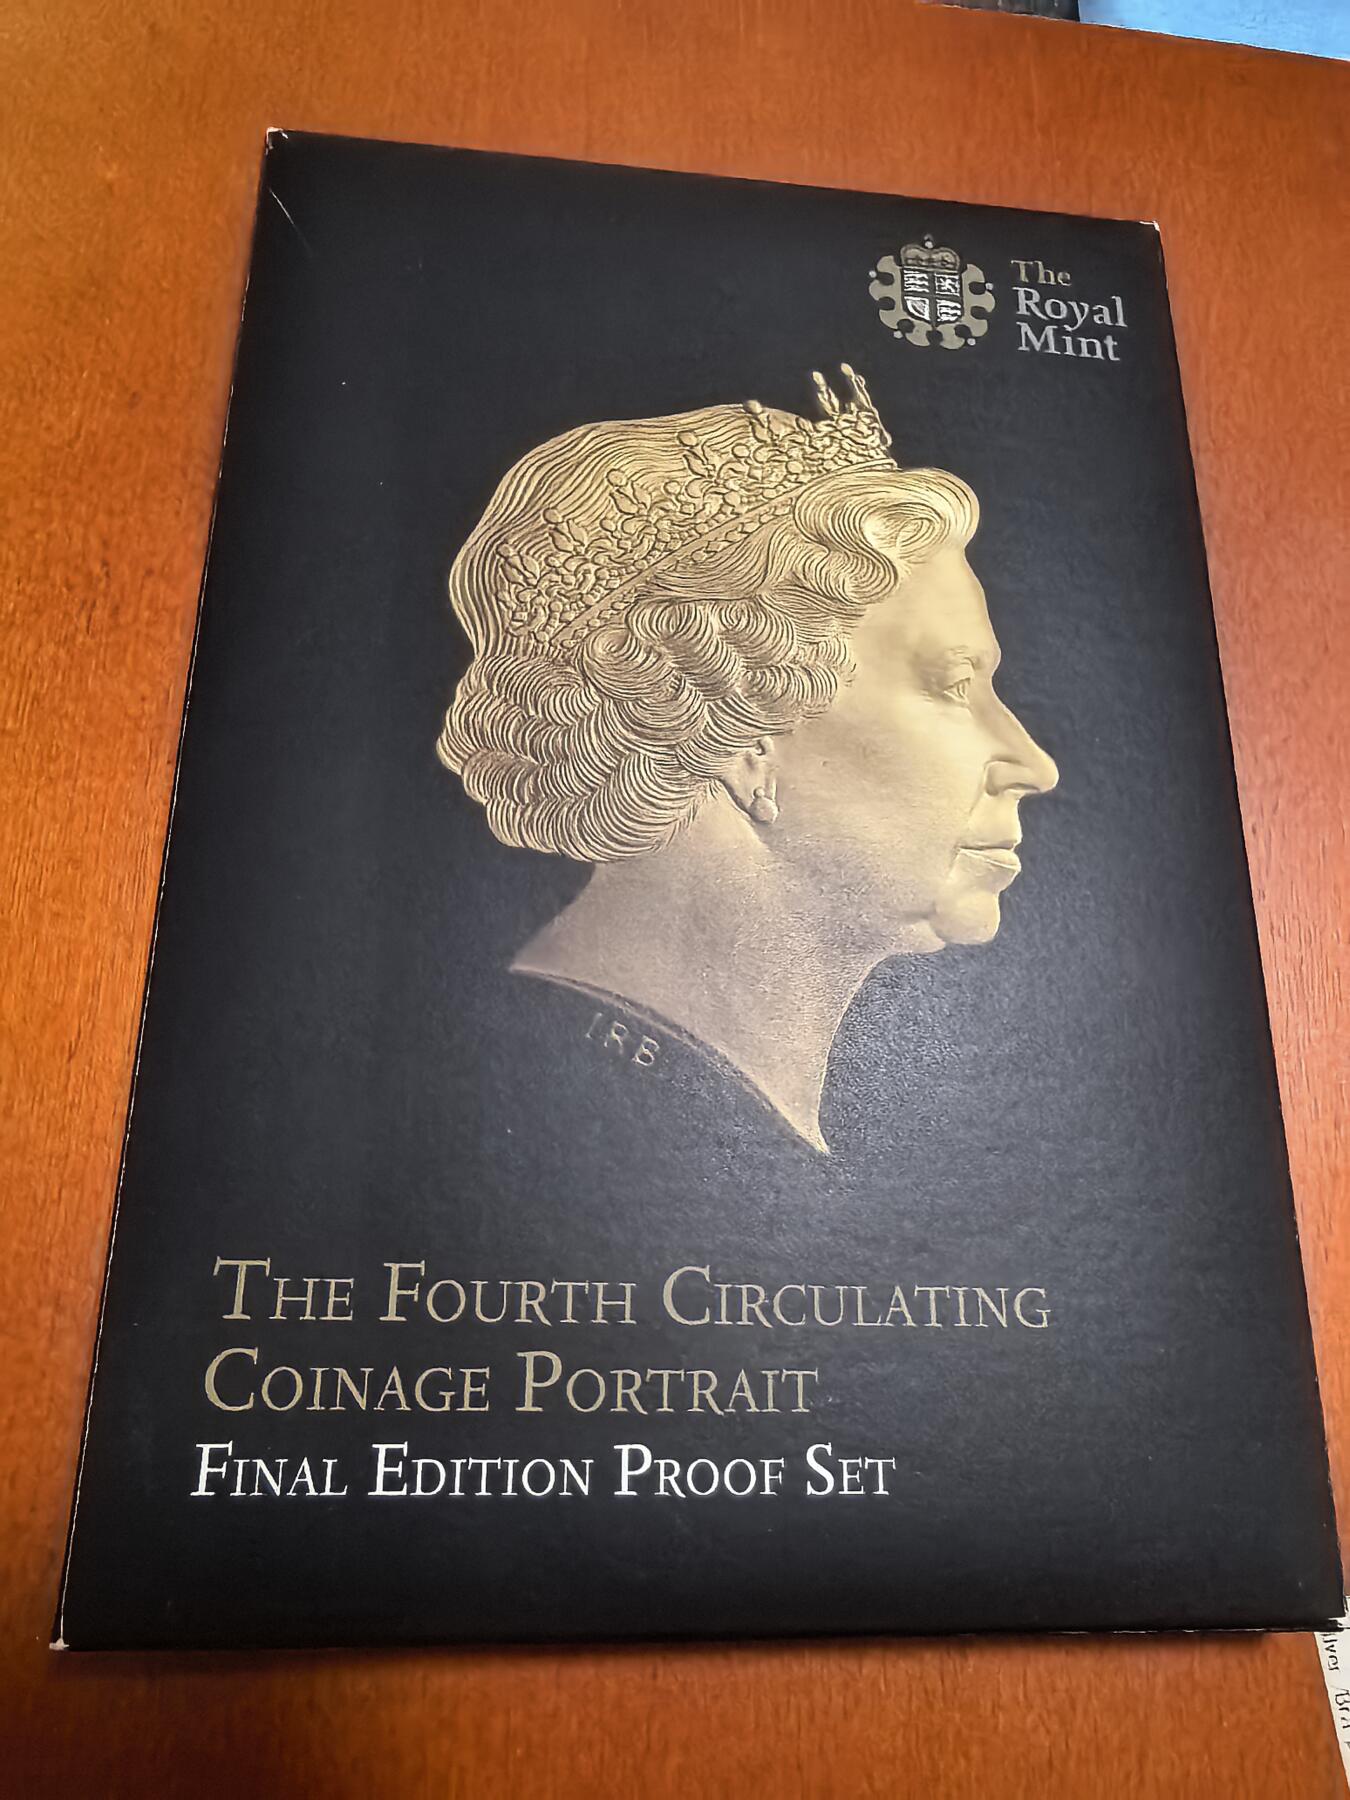 The
Royal
Mint
IRB
THE FOURTH CIRCULATING
COINAGE PORTRAIT
FINAL EDITION PROOF SET